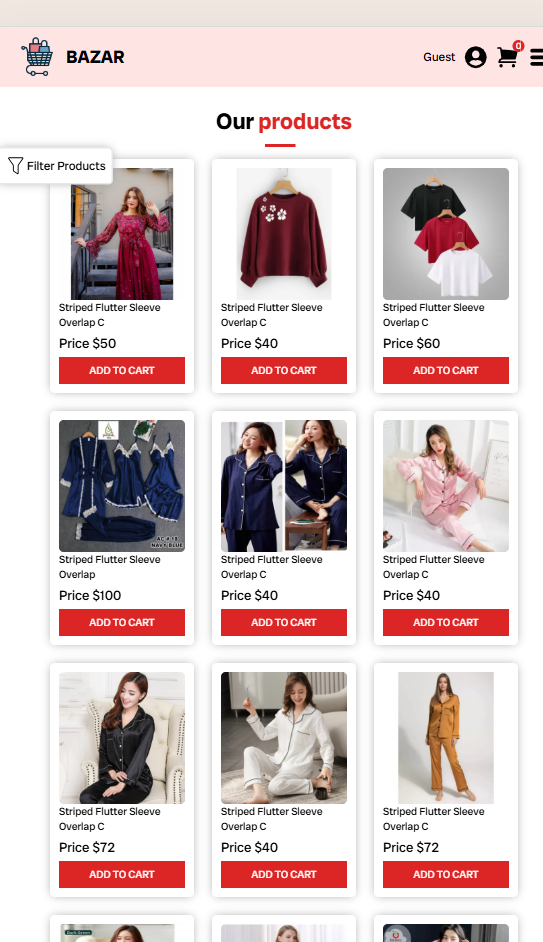 BAZAR
Guest
0
Our products
Filter Products
Striped Flutter Sleeve
Overlap C
Price $50
ADD TO CART
Striped Flutter Sleeve
Overlap C
Price $40
ADD TO CART
Striped Flutter Sleeve
Overlap C
Price $60
ADD TO CART
AC # 18
NAVY BLUE
Striped Flutter Sleeve
Overlap
Price $100
ADD TO CART
Striped Flutter Sleeve
Overlap C
Price $40
ADD TO CART
Striped Flutter Sleeve
Overlap C
Price $40
ADD TO CART
Striped Flutter Sleeve
Overlap C
Price $72
ADD TO CART
Striped Flutter Sleeve
Overlap C
Price $40
ADD TO CART
Striped Flutter Sleeve
Overlap C
Price $72
ADD TO CART
Dark Green